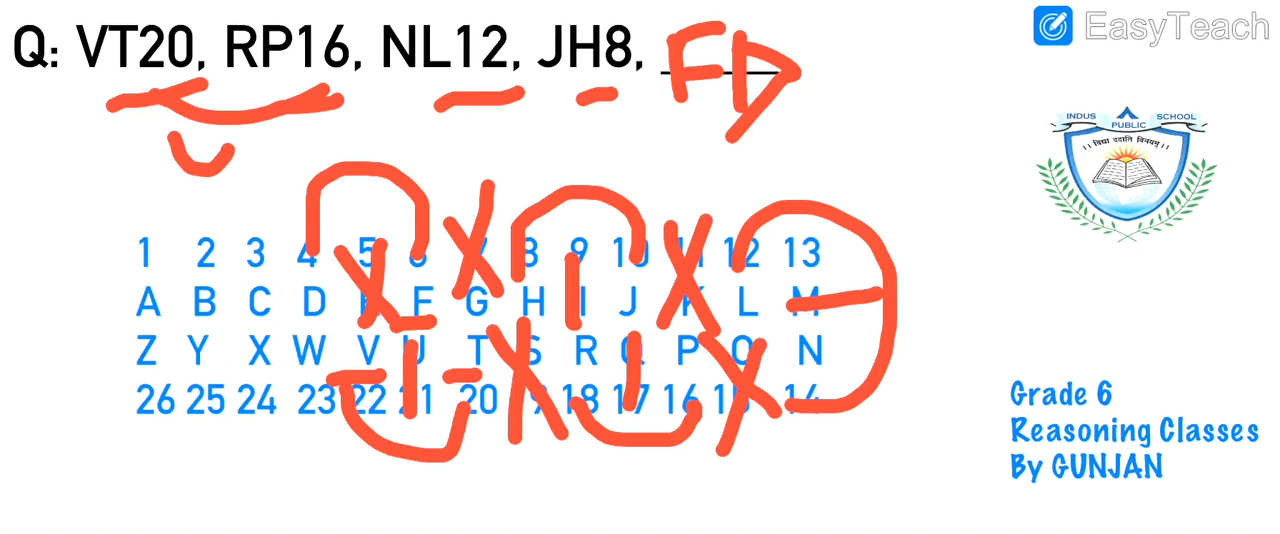 EasyTeach
Q: VT20, RP16, NL12, JH8, FD
INDUS PUBLIC SCHOOL
।। विद्या ददाति विनयम् ।।
1 2 3 4 5 6 7 8 9 10 11 12 13
A B C D E F G H I J K L M
Z Y X W V U T S R Q P O N
26 25 24 23 22 21 20 19 18 17 16 15 14
Grade 6
Reasoning Classes
By GUNJAN